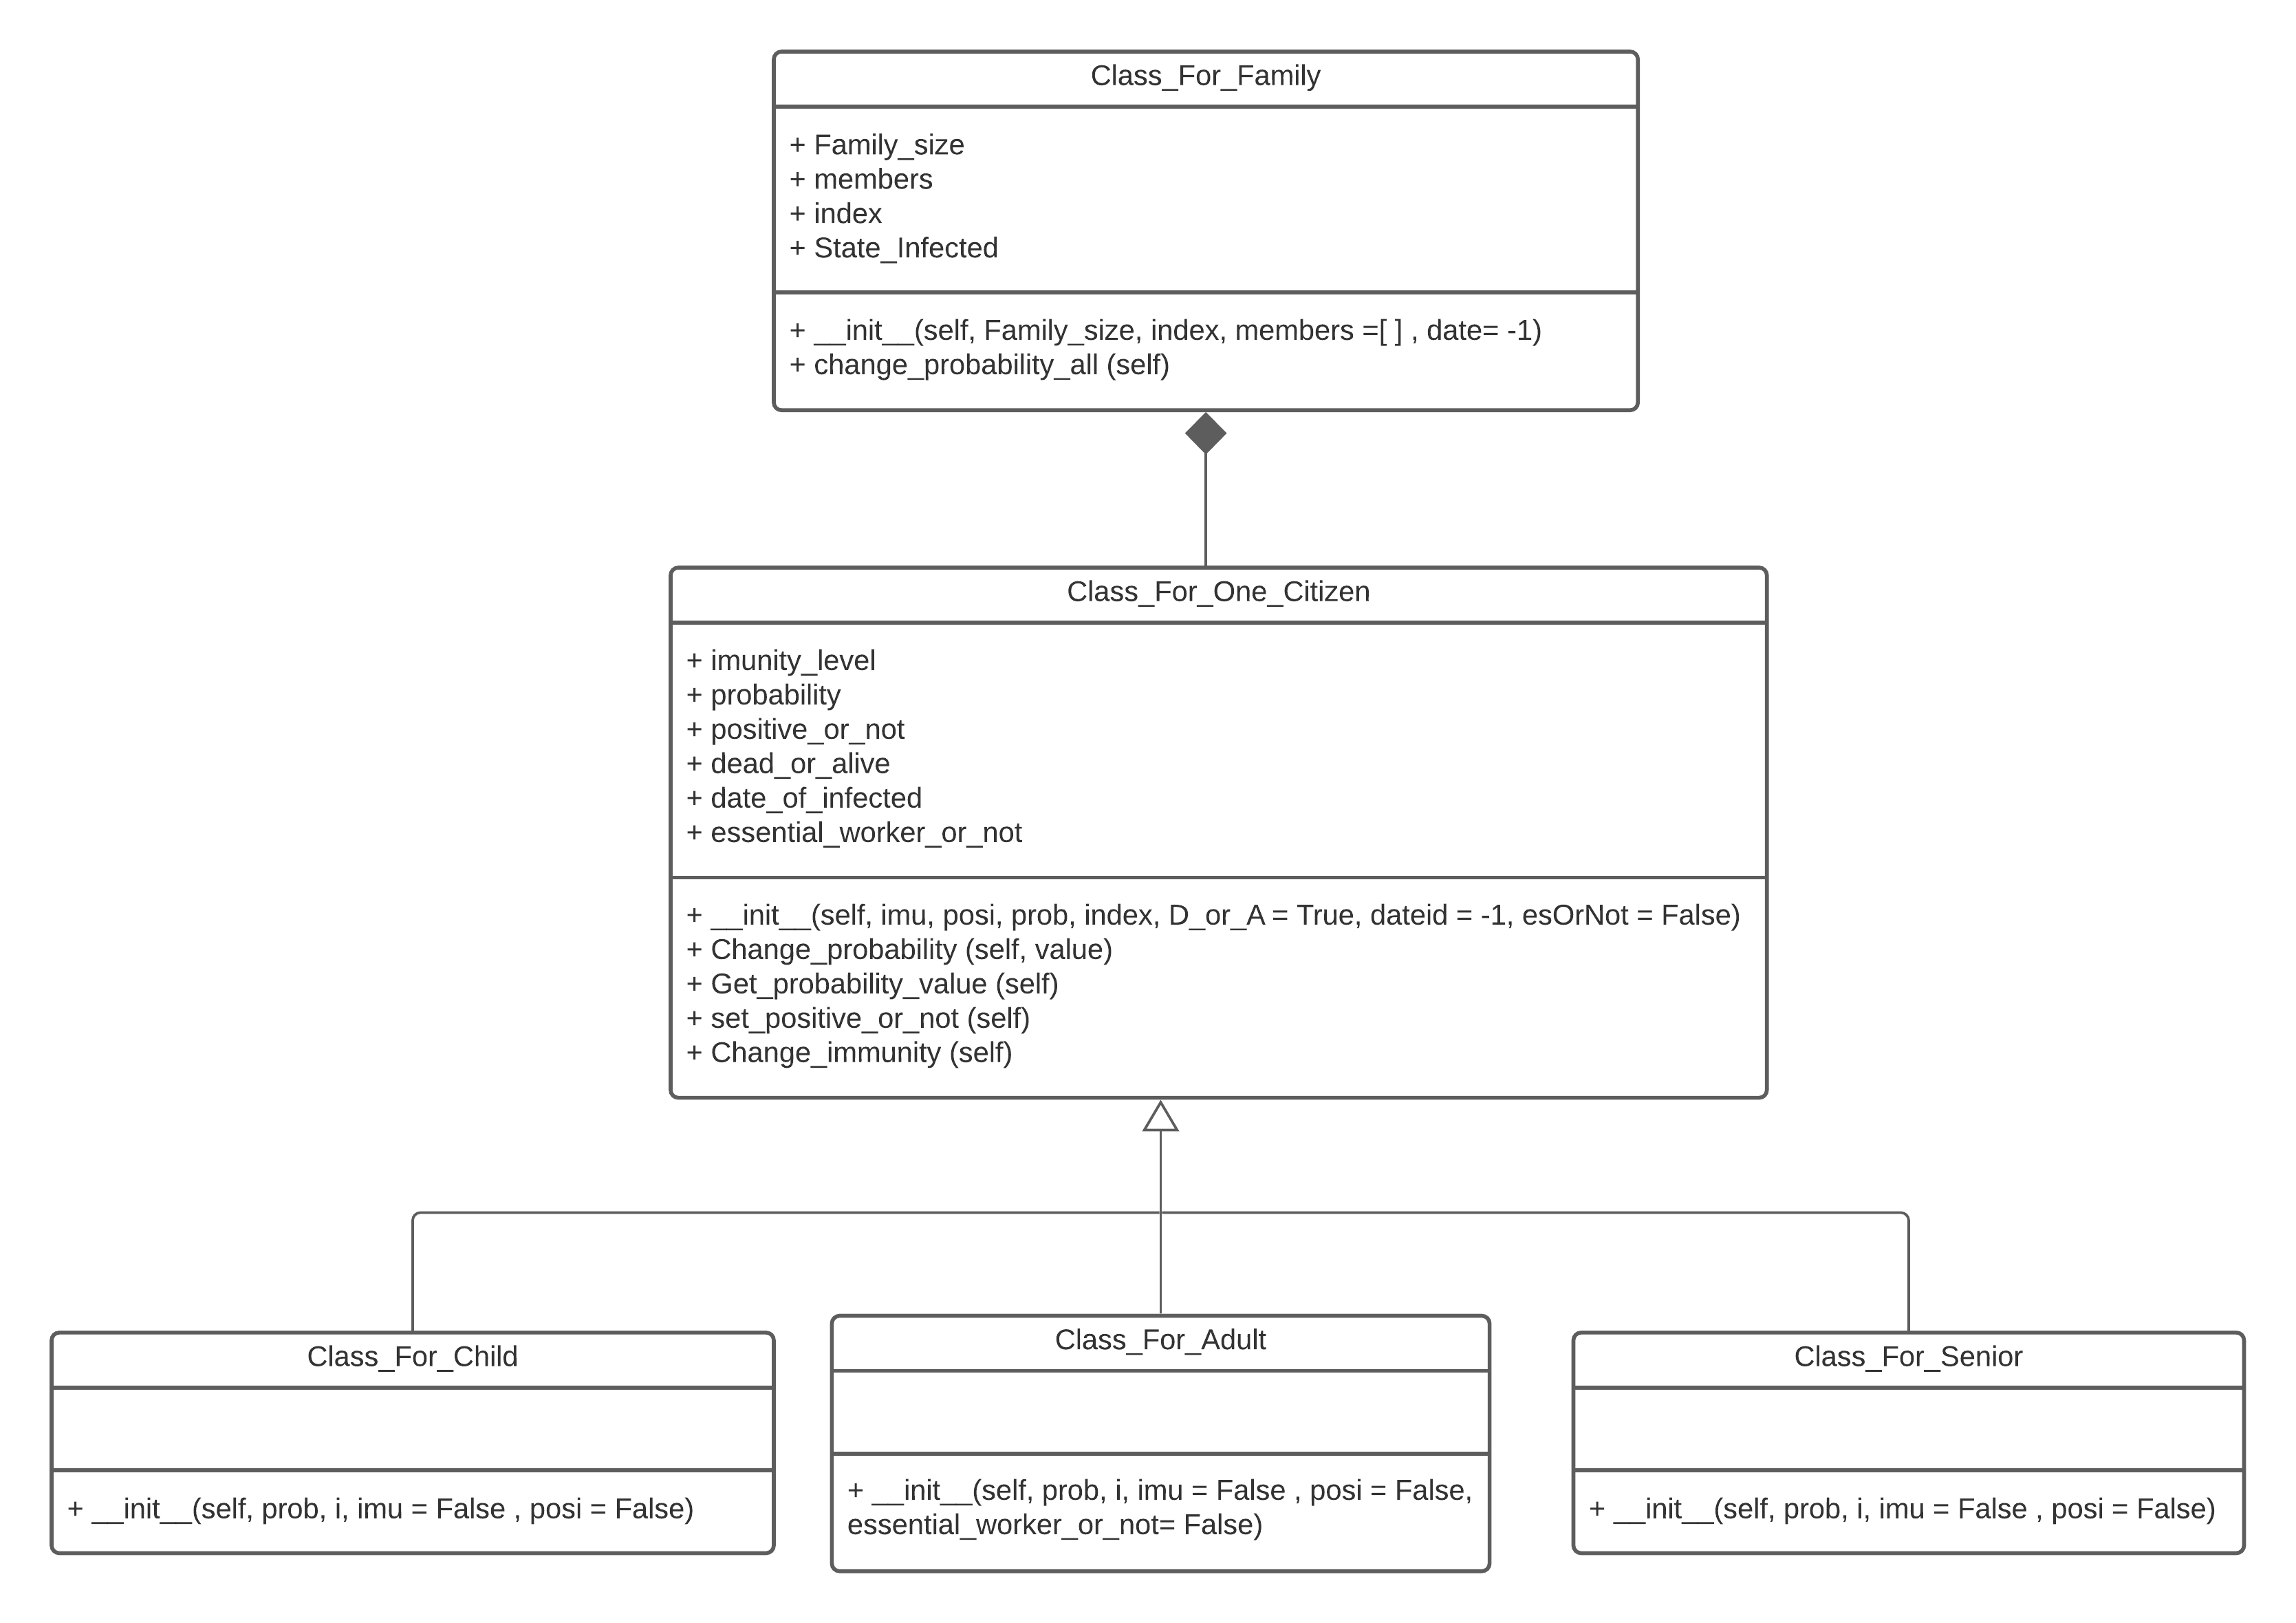 Class_For_Family
+ Family_size
+ members
+ index
+ State_Infected
+ __init__(self, Family_size, index, members =[ ] , date= -1)
+ change_probability_all (self)
Class_For_One_Citizen
+ imunity_level
+ probability
+ positive_or_not
+ dead_or_alive
+ date_of_infected
+ essential_worker_or_not
+ __init__(self, imu, posi, prob, index, D_or_A = True, dateid = -1, esOrNot = False)
+ Change_probability (self, value)
+ Get_probability_value (self)
+ set_positive_or_not (self)
+ Change_immunity (self)
Class_For_Child
+ __init__(self, prob, i, imu = False , posi = False)
Class_For_Adult
+ __init__(self, prob, i, imu = False , posi = False,
essential_worker_or_not= False)
Class_For_Senior
+ __init__(self, prob, i, imu = False , posi = False)